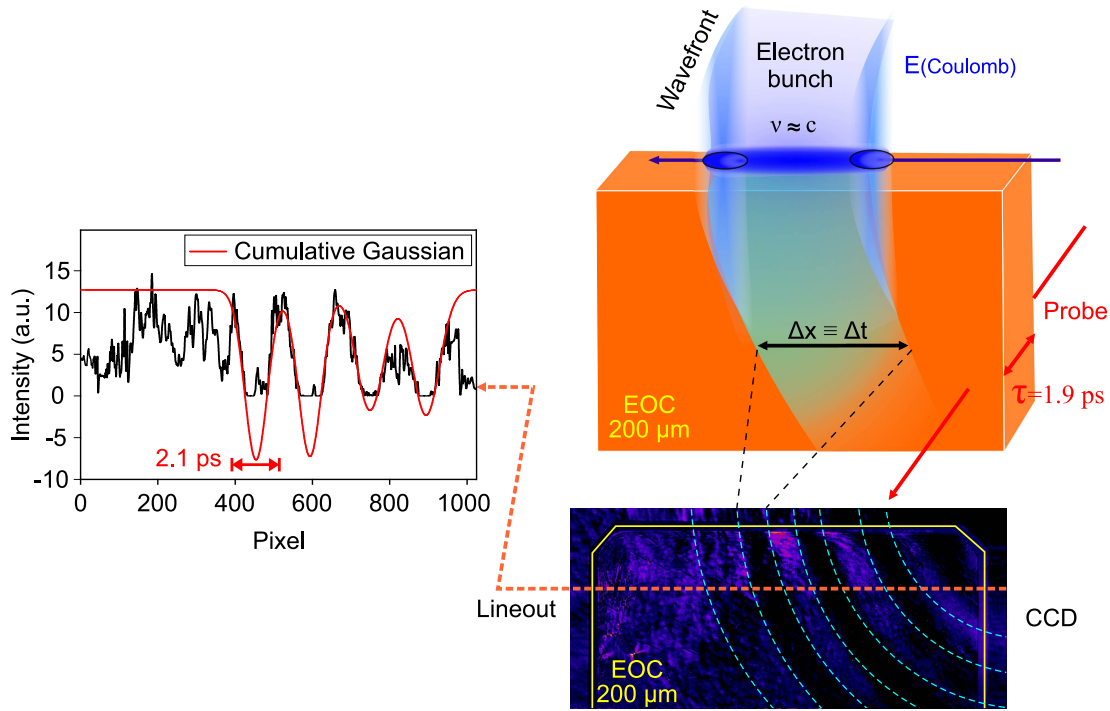 Wavefront
Electron
bunch
v ≈ c
E(Coulomb)
Cumulative Gaussian
15
10
5
0
-5
-10
Intensity (a.u.)
2.1 ps
0
200
400
600
800
1000
Pixel
Δx ≡ Δt
Probe
τ=1.9 ps
EOC
200 μm
Lineout
EOC
200 μm
CCD